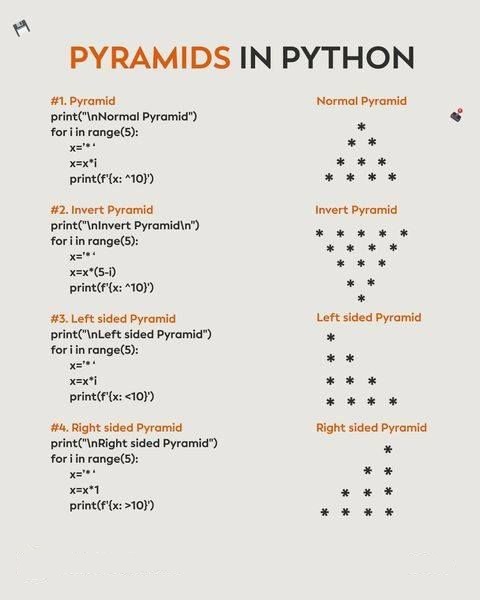 PYRAMIDS IN PYTHON
#1. Pyramid
print("\nNormal Pyramid")
for i in range(5):
x='* '
x=x*i
print(f'{x: ^10}')
Normal Pyramid
*
* *
* * *
* * * *
#2. Invert Pyramid
print("\nInvert Pyramid\n")
for i in range(5):
x='* '
x=x*(5-i)
print(f'{x: ^10}')
Invert Pyramid
* * * * *
* * * *
* * *
* *
*
#3. Left sided Pyramid
print("\nLeft sided Pyramid")
for i in range(5):
x='* '
x=x*i
print(f'{x: <10}')
Left sided Pyramid
*
* *
* * *
* * * *
#4. Right sided Pyramid
print("\nRight sided Pyramid")
for i in range(5):
x='* '
x=x*1
print(f'{x: >10}')
Right sided Pyramid
*
* *
* * *
* * * *